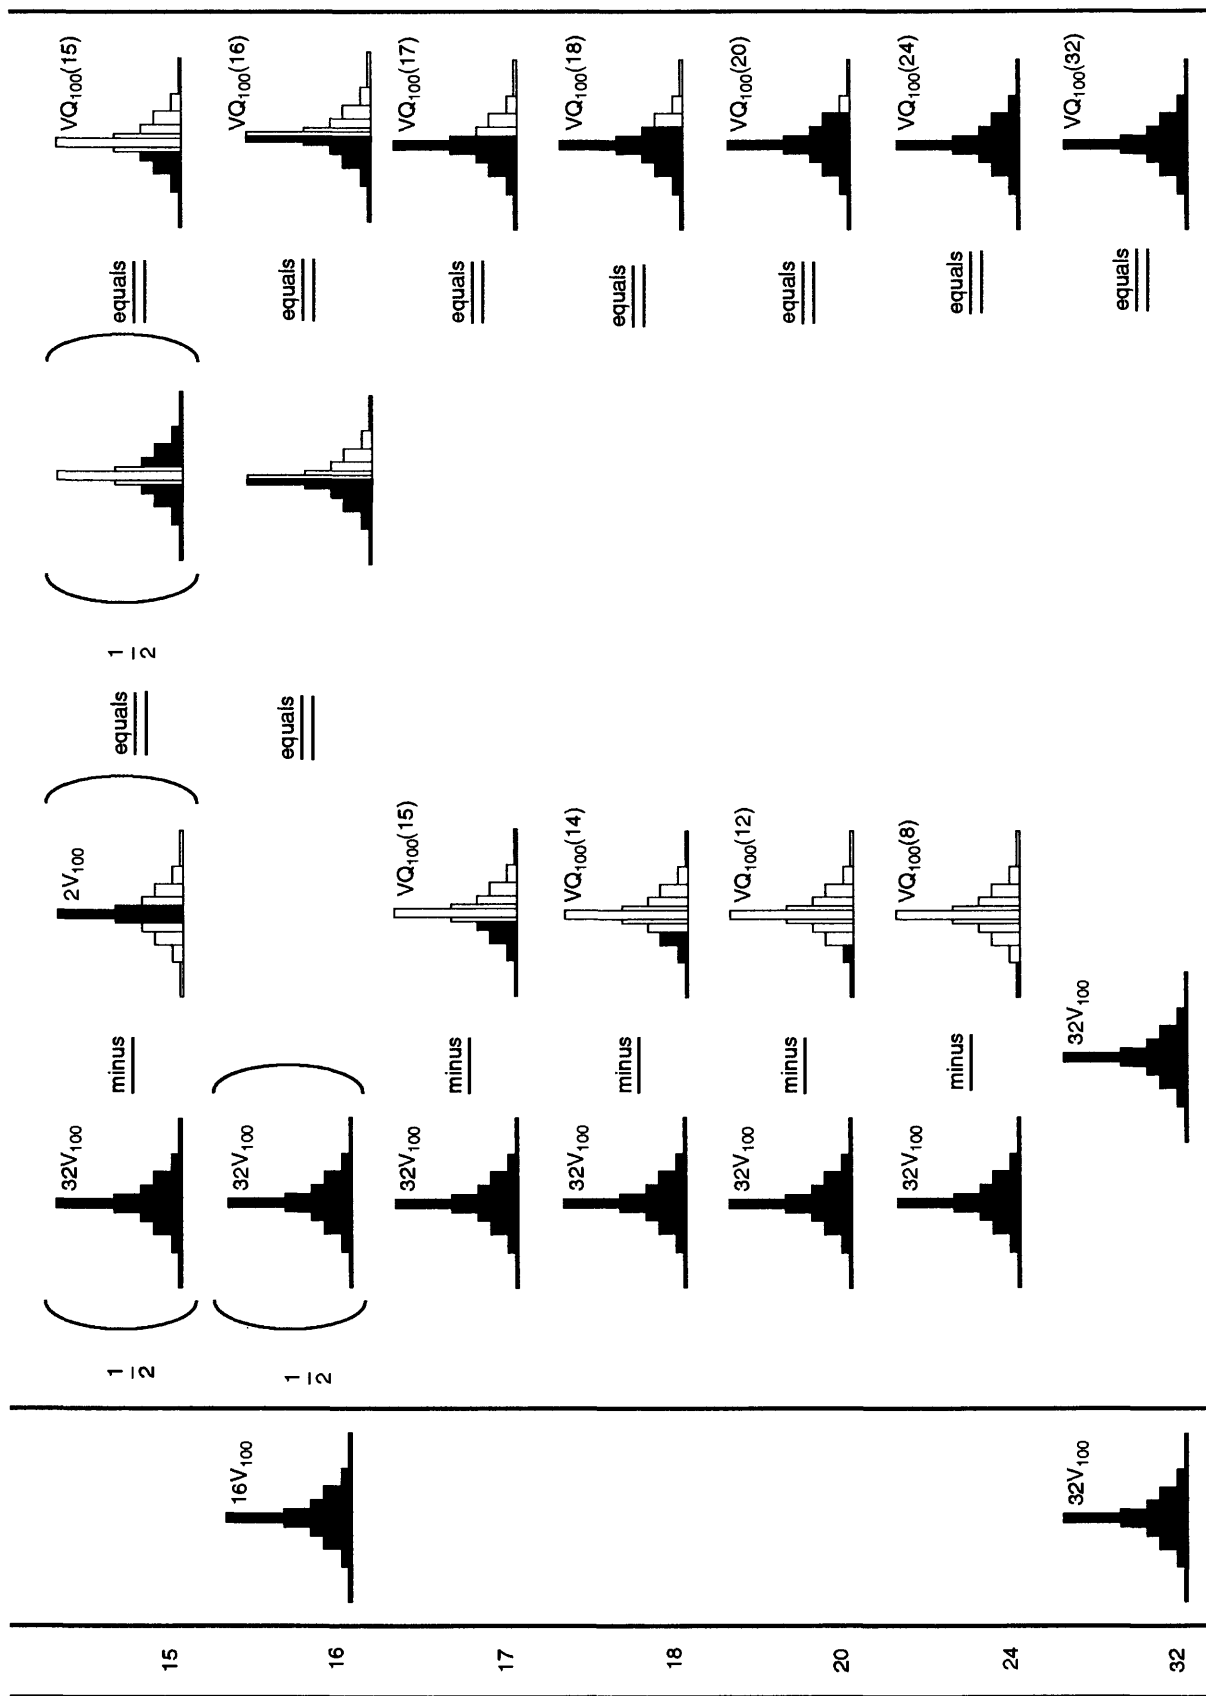 15 1/2 32V₁₀₀ minus 2V₁₀₀ equals 1/2 equals VQ₁₀₀(15)
16 16V₁₀₀ 1/2 32V₁₀₀ equals equals VQ₁₀₀(16)
17 32V₁₀₀ minus VQ₁₀₀(15) equals VQ₁₀₀(17)
18 32V₁₀₀ minus VQ₁₀₀(14) equals VQ₁₀₀(18)
20 32V₁₀₀ minus VQ₁₀₀(12) equals VQ₁₀₀(20)
24 32V₁₀₀ minus VQ₁₀₀(8) equals VQ₁₀₀(24)
32 32V₁₀₀ 32V₁₀₀ equals VQ₁₀₀(32)